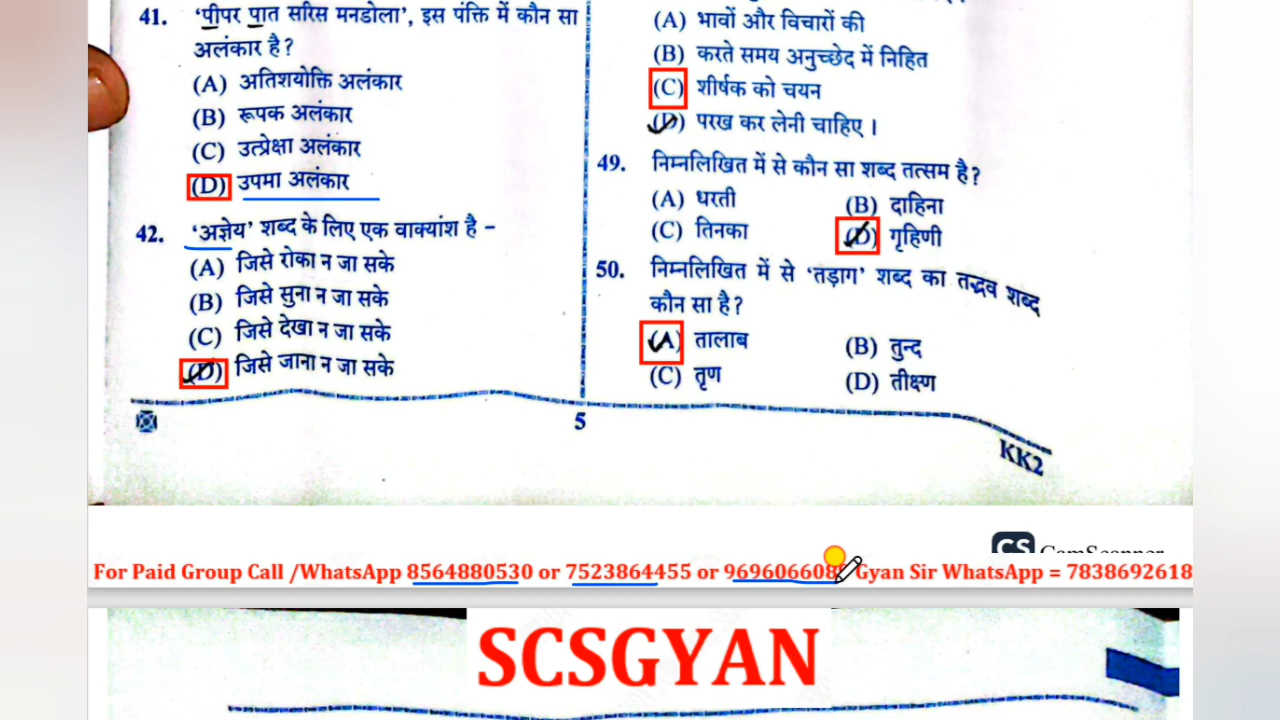 41. ‘पीपर पात सरिस मनडोला’, इस पंक्ति में कौन सा
अलंकार है?
(A) अतिशयोक्ति अलंकार
(B) रूपक अलंकार
(C) उत्प्रेक्षा अलंकार
(D) उपमा अलंकार
42. ‘अज्ञेय’ शब्द के लिए एक वाक्यांश है –
(A) जिसे रोका न जा सके
(B) जिसे सुना न जा सके
(C) जिसे देखा न जा सके
(D) जिसे जाना न जा सके
(A) भावों और विचारों की
(B) करते समय अनुच्छेद में निहित
(C) शीर्षक को चयन
(D) परख कर लेनी चाहिए।
49. निम्नलिखित में से कौन सा शब्द तत्सम है?
(A) धरती (B) दाहिना
(C) तिनका (D) गृहिणी
50. निम्नलिखित में से ‘तड़ाग’ शब्द का तद्भव शब्द
कौन सा है?
(A) तालाब (B) तुन्द
(C) तृण (D) तीक्ष्ण
5
KK2
CS CamScanner
For Paid Group Call /WhatsApp 8564880530 or 7523864455 or 969606608 Gyan Sir WhatsApp = 7838692618
SCSGYAN